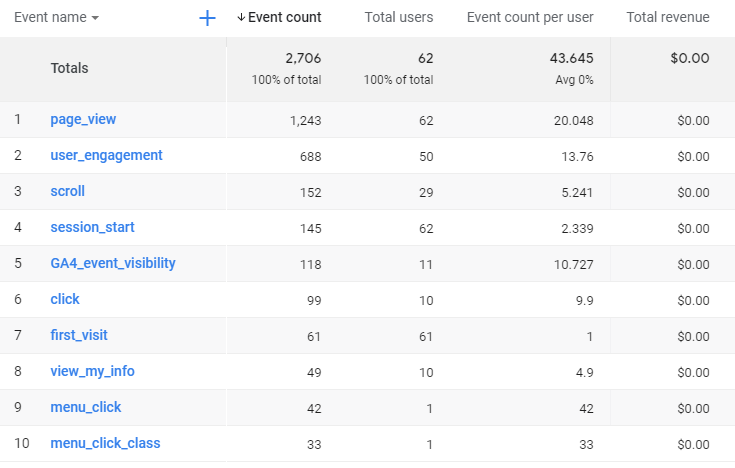 Event name + ↓ Event count Total users Event count per user Total revenue
Totals 2,706 62 43.645 $0.00
100% of total 100% of total Avg 0%
1 page_view 1,243 62 20.048 $0.00
2 user_engagement 688 50 13.76 $0.00
3 scroll 152 29 5.241 $0.00
4 session_start 145 62 2.339 $0.00
5 GA4_event_visibility 118 11 10.727 $0.00
6 click 99 10 9.9 $0.00
7 first_visit 61 61 1 $0.00
8 view_my_info 49 10 4.9 $0.00
9 menu_click 42 1 42 $0.00
10 menu_click_class 33 1 33 $0.00